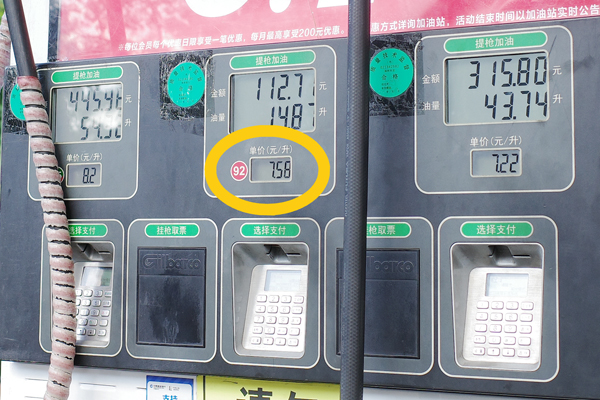 ※每位会员每个优惠日限享受一笔优惠，每月最高享受200元优惠
惠方式详询加油站，活动结束时间以加油站实时公告
提枪加油
提枪加油
提枪加油
元
金额
112.7
元
金额
315.80
元
升
油量
148
升
油量
43.74
升
单价(元/升)
单价(元/升)
单价(元/升)
8.2
92
7.58
7.22
选择支付
挂枪取票
选择支付
挂枪取票
选择支付
Gilbarco